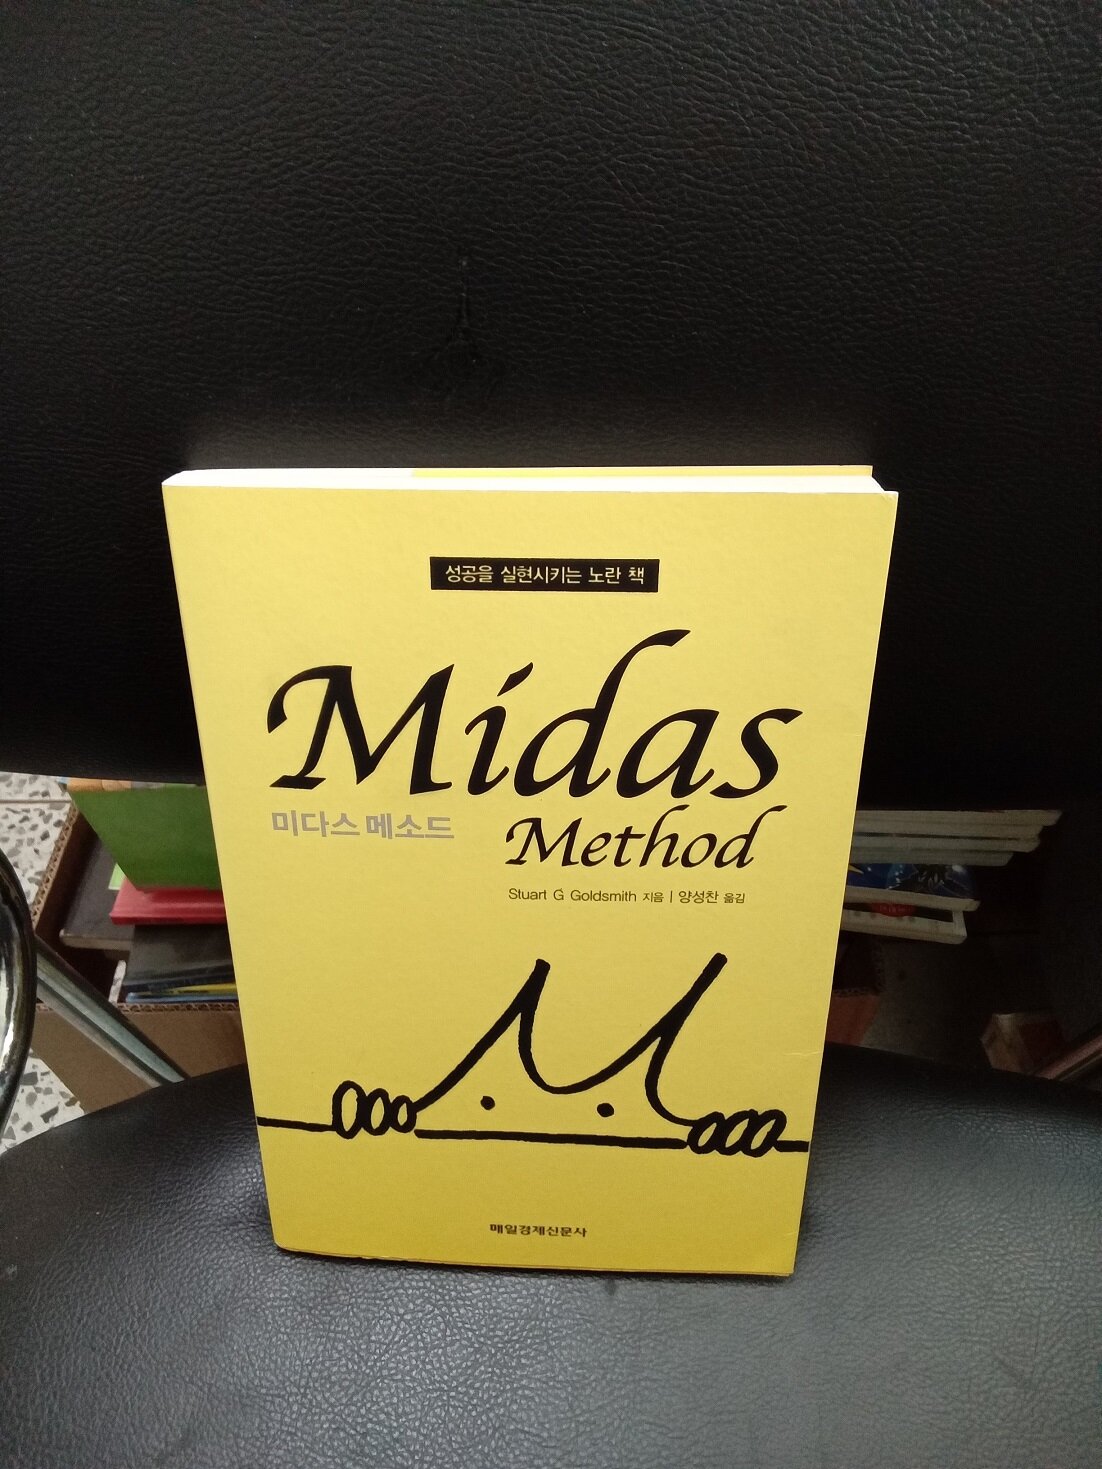 성공을 실현시키는 노란 책
Midas
미다스 메소드
Method
Stuart G Goldsmith 지음 | 양성찬 옮김
매일경제신문사